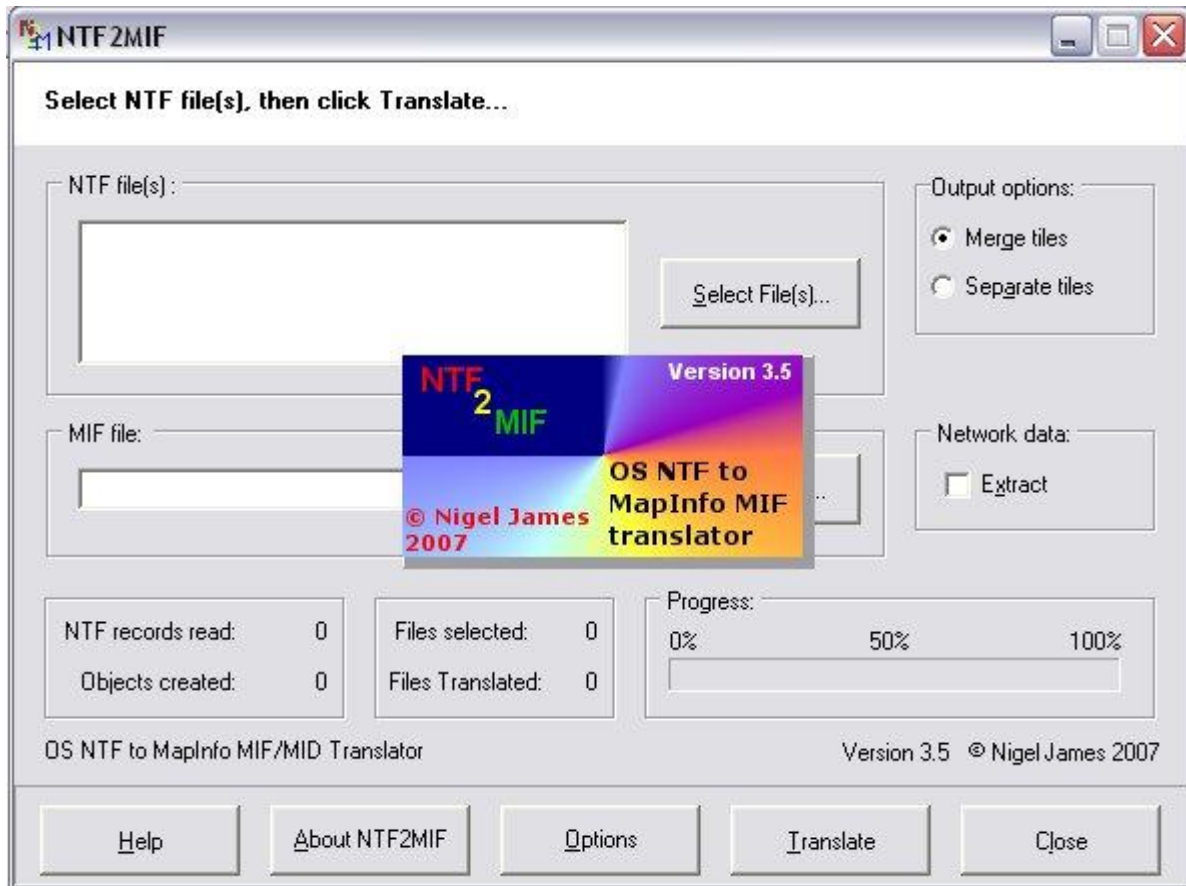 NTF2MIF
Select NTF file(s), then click Translate...
NTF file(s) :
Select File(s)...
Output options:
Merge tiles
Separate tiles
NTF
2
MIF
Version 3.5
OS NTF to
MapInfo MIF
translator
© Nigel James
2007
MIF file:
..
Network data:
Extract
NTF records read: 0
Objects created: 0
Files selected: 0
Files Translated: 0
Progress:
0% 50% 100%
OS NTF to MapInfo MIF/MID Translator
Version 3.5 © Nigel James 2007
Help
About NTF2MIF
Options
Translate
Close